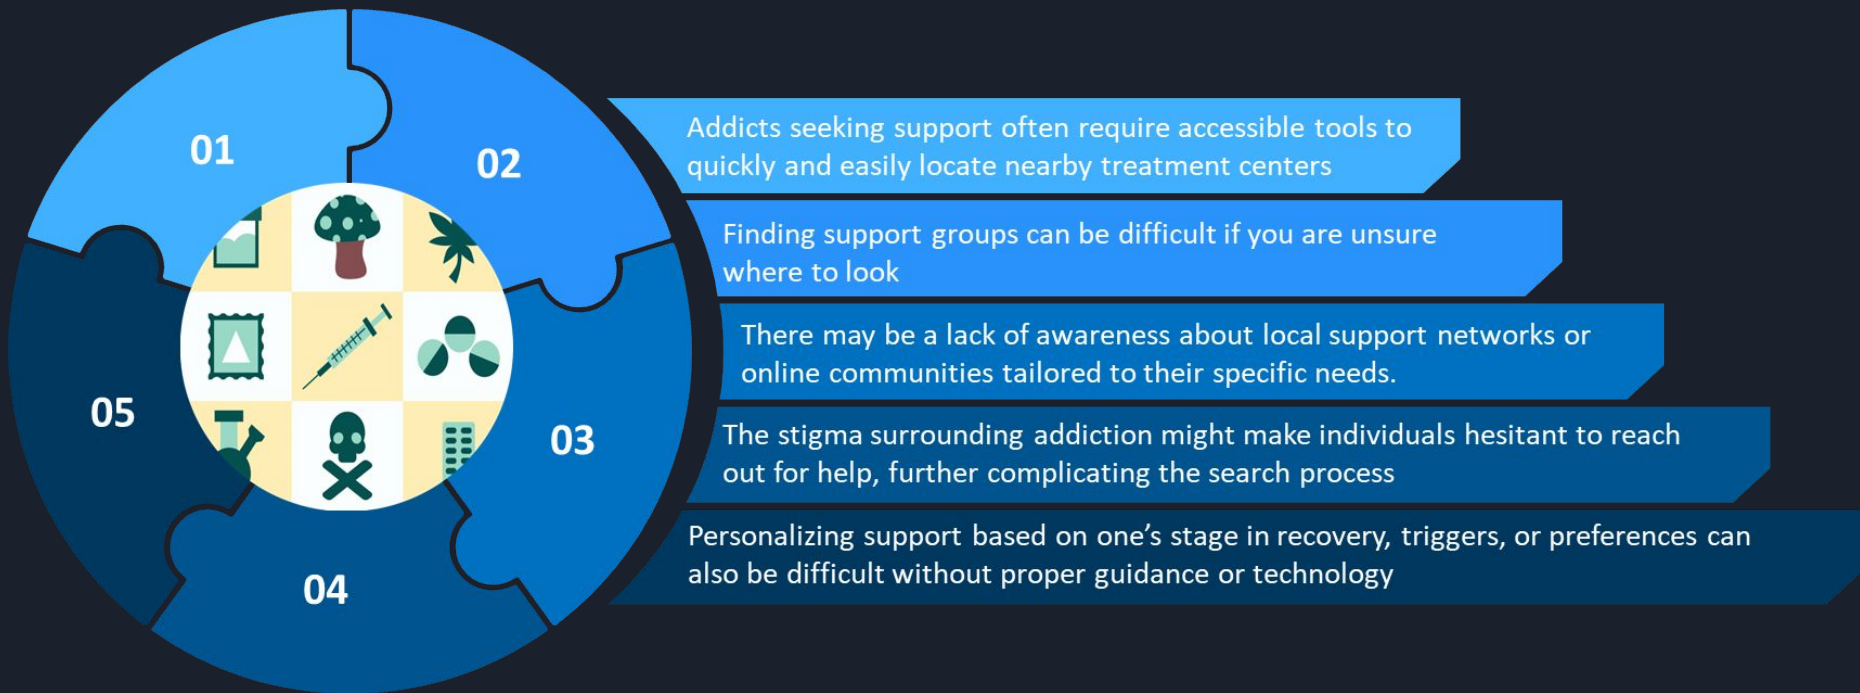 01
02
03
04
05
Addicts seeking support often require accessible tools to
quickly and easily locate nearby treatment centers
Finding support groups can be difficult if you are unsure
where to look
There may be a lack of awareness about local support networks or
online communities tailored to their specific needs.
The stigma surrounding addiction might make individuals hesitant to reach
out for help, further complicating the search process
Personalizing support based on one’s stage in recovery, triggers, or preferences can
also be difficult without proper guidance or technology